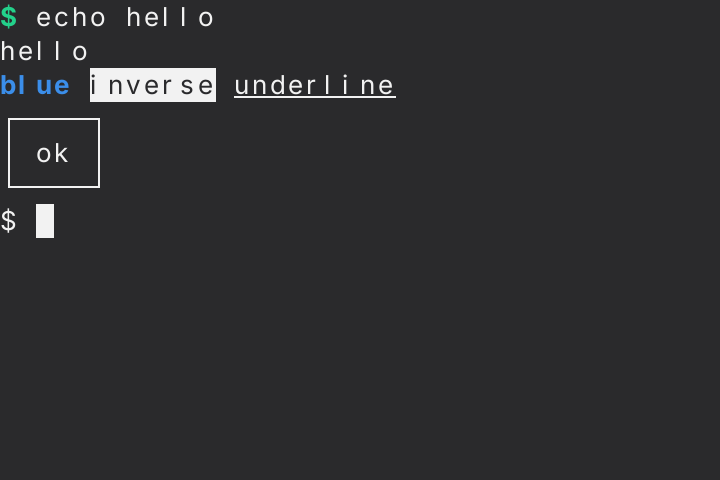 $ echo hello
hello
blue inverse underline
ok
$